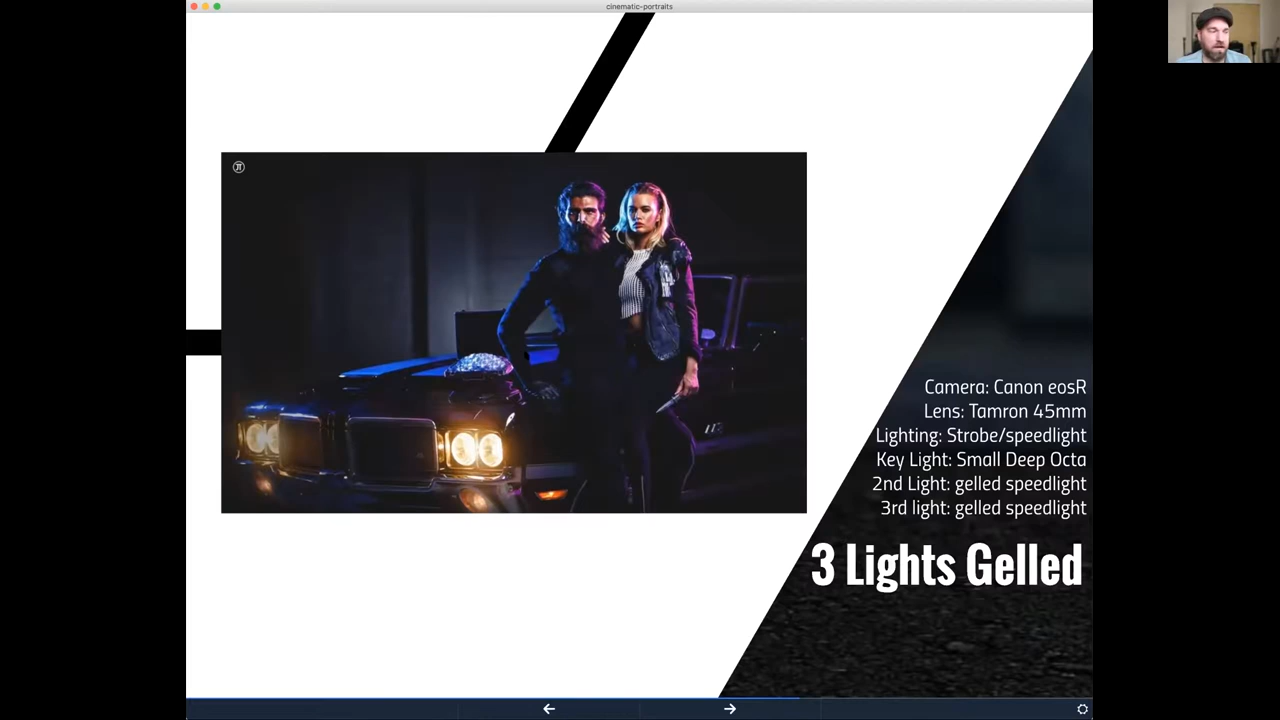 cinematic-portraits
JT
Camera: Canon eosR
Lens: Tamron 45mm
Lighting: Strobe/speedlight
Key Light: Small Deep Octa
2nd Light: gelled speedlight
3rd light: gelled speedlight
3 Lights Gelled